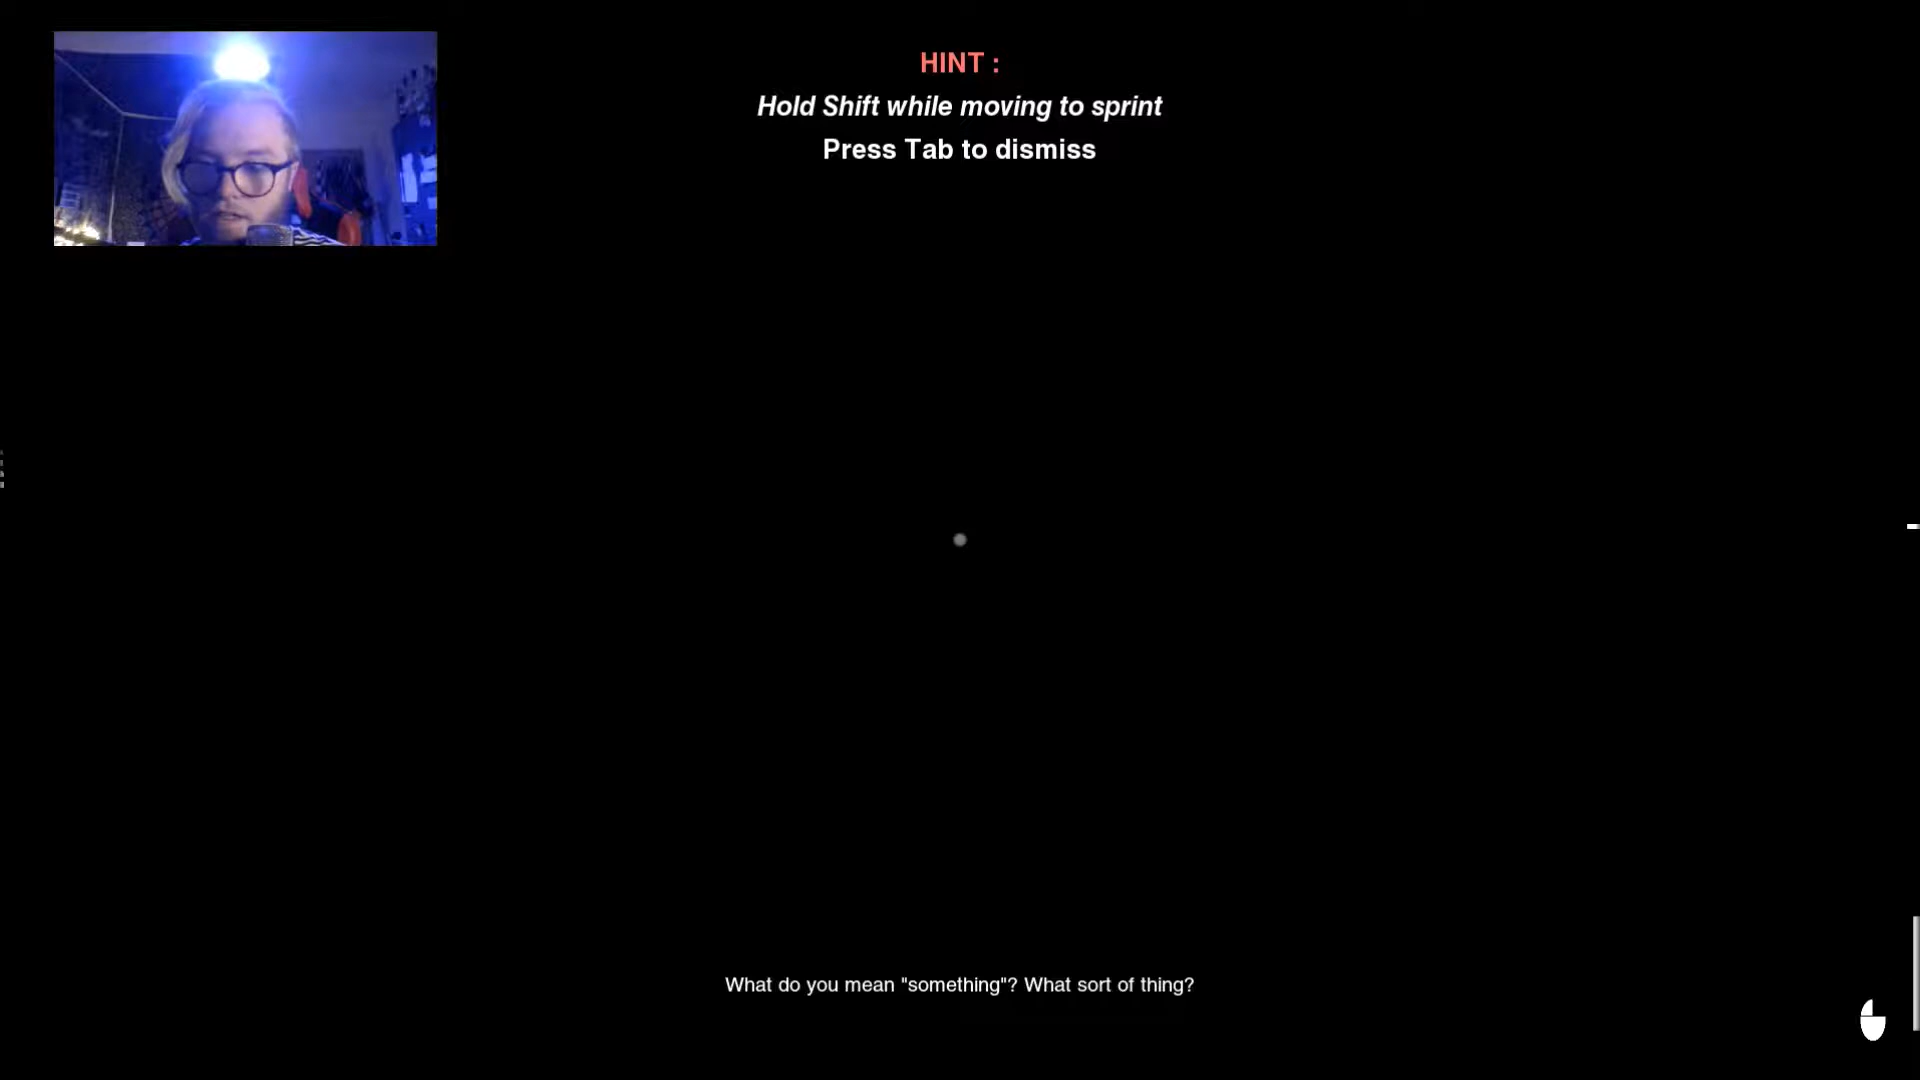 HINT :
Hold Shift while moving to sprint
Press Tab to dismiss
What do you mean "something"? What sort of thing?